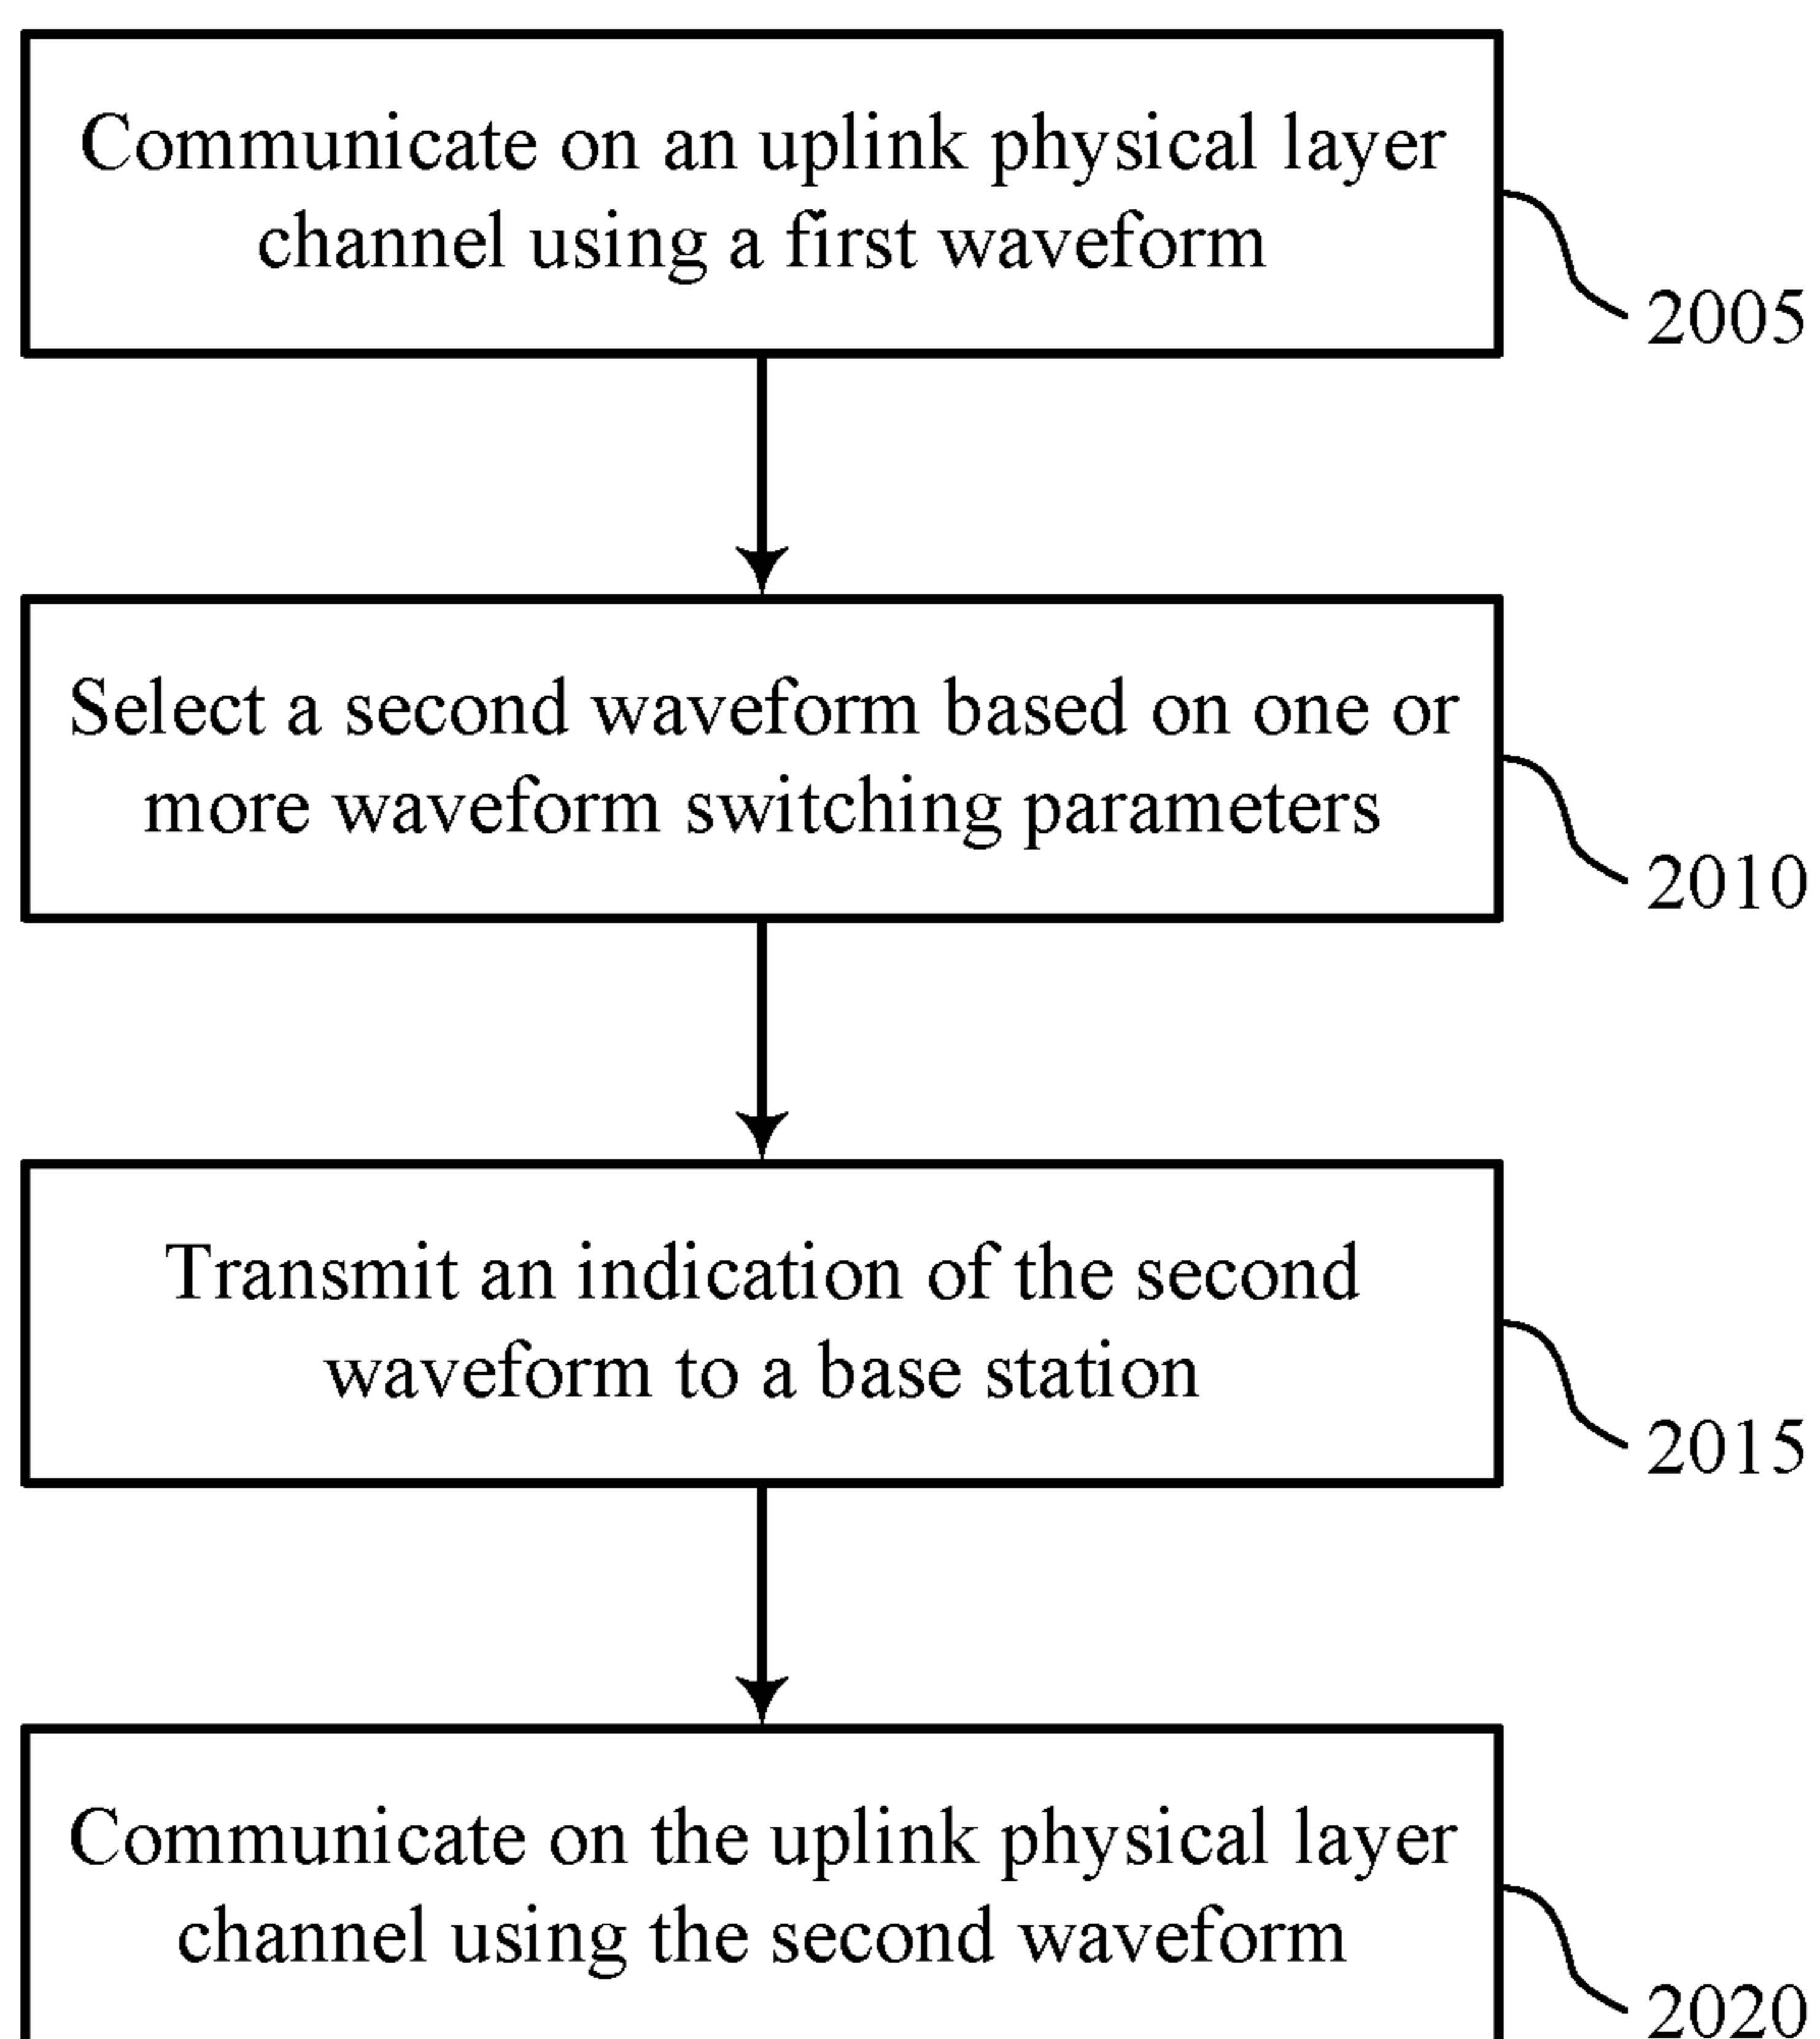 Communicate on an uplink physical layer
channel using a first waveform
2005
Select a second waveform based on one or
more waveform switching parameters
2010
Transmit an indication of the second
waveform to a base station
2015
Communicate on the uplink physical layer
channel using the second waveform
2020